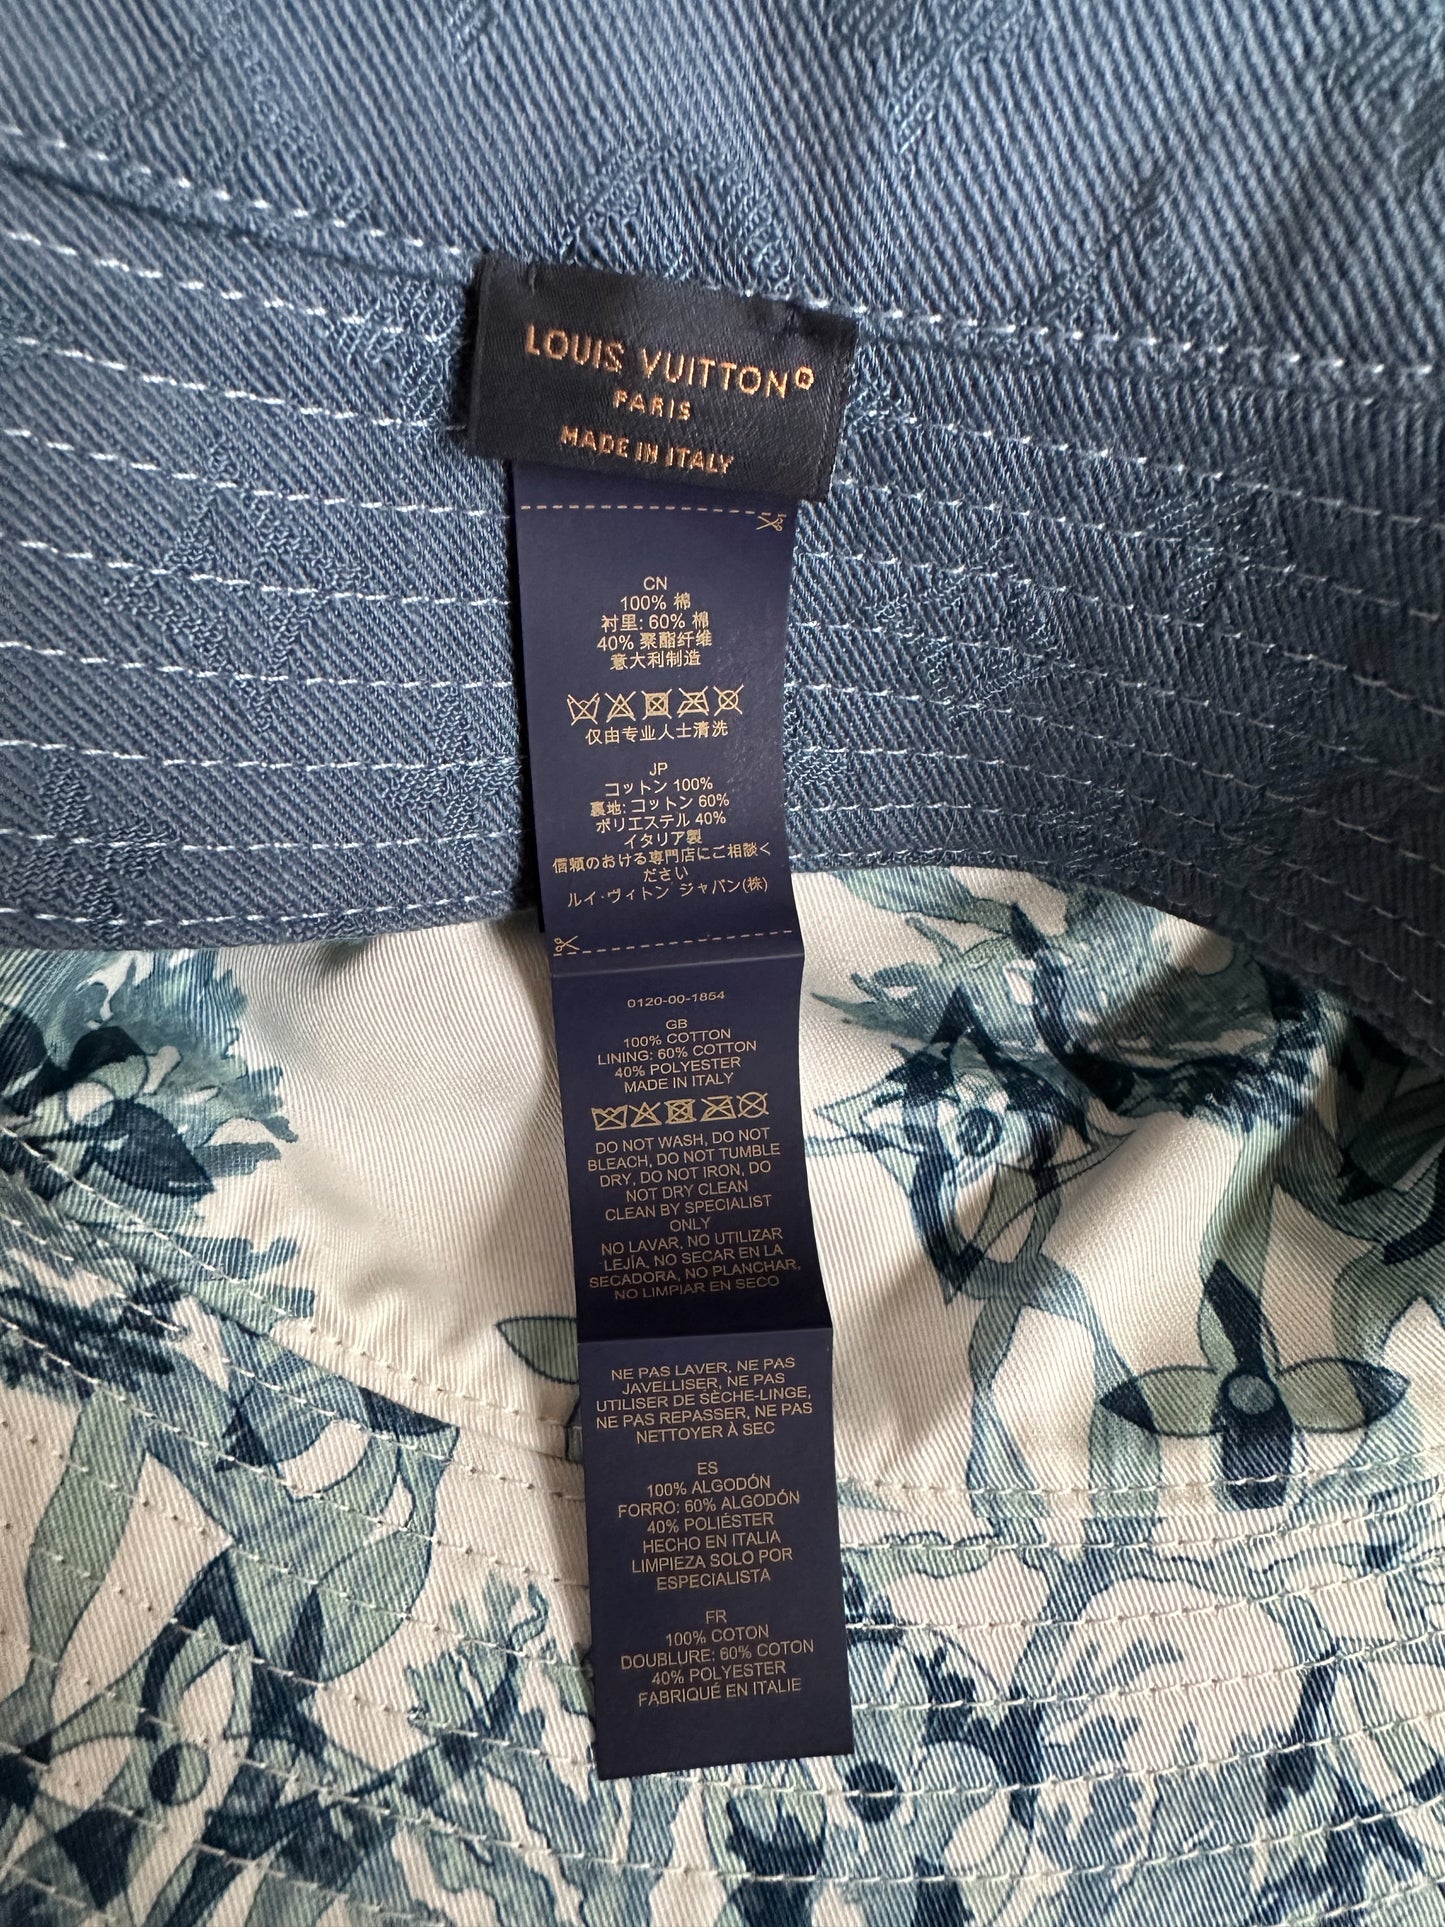 LOUIS VUITTON®
PARIS
MADE IN ITALY
CN
100% 棉
衬里: 60% 棉
40% 聚酯纤维
意大利制造
仅由专业人士清洗
JP
コットン 100%
裏地: コットン 60%
ポリエステル 40%
イタリア製
信頼のおける専門店にご相談く
ださい
ルイ・ヴィトン ジャパン(株)
0120-00-1854
GB
100% COTTON
LINING: 60% COTTON
40% POLYESTER
MADE IN ITALY
DO NOT WASH, DO NOT
BLEACH, DO NOT TUMBLE
DRY, DO NOT IRON, DO
NOT DRY CLEAN
CLEAN BY SPECIALIST
ONLY
NO LAVAR, NO UTILIZAR
LEJÍA, NO SECAR EN LA
SECADORA, NO PLANCHAR,
NO LIMPIAR EN SECO
NE PAS LAVER, NE PAS
JAVELLISER, NE PAS
UTILISER DE SÈCHE-LINGE,
NE PAS REPASSER, NE PAS
NETTOYER À SEC
ES
100% ALGODÓN
FORRO: 60% ALGODÓN
40% POLIÉSTER
HECHO EN ITALIA
LIMPIEZA SOLO POR
ESPECIALISTA
FR
100% COTON
DOUBLURE: 60% COTON
40% POLYESTER
FABRIQUÉ EN ITALIE